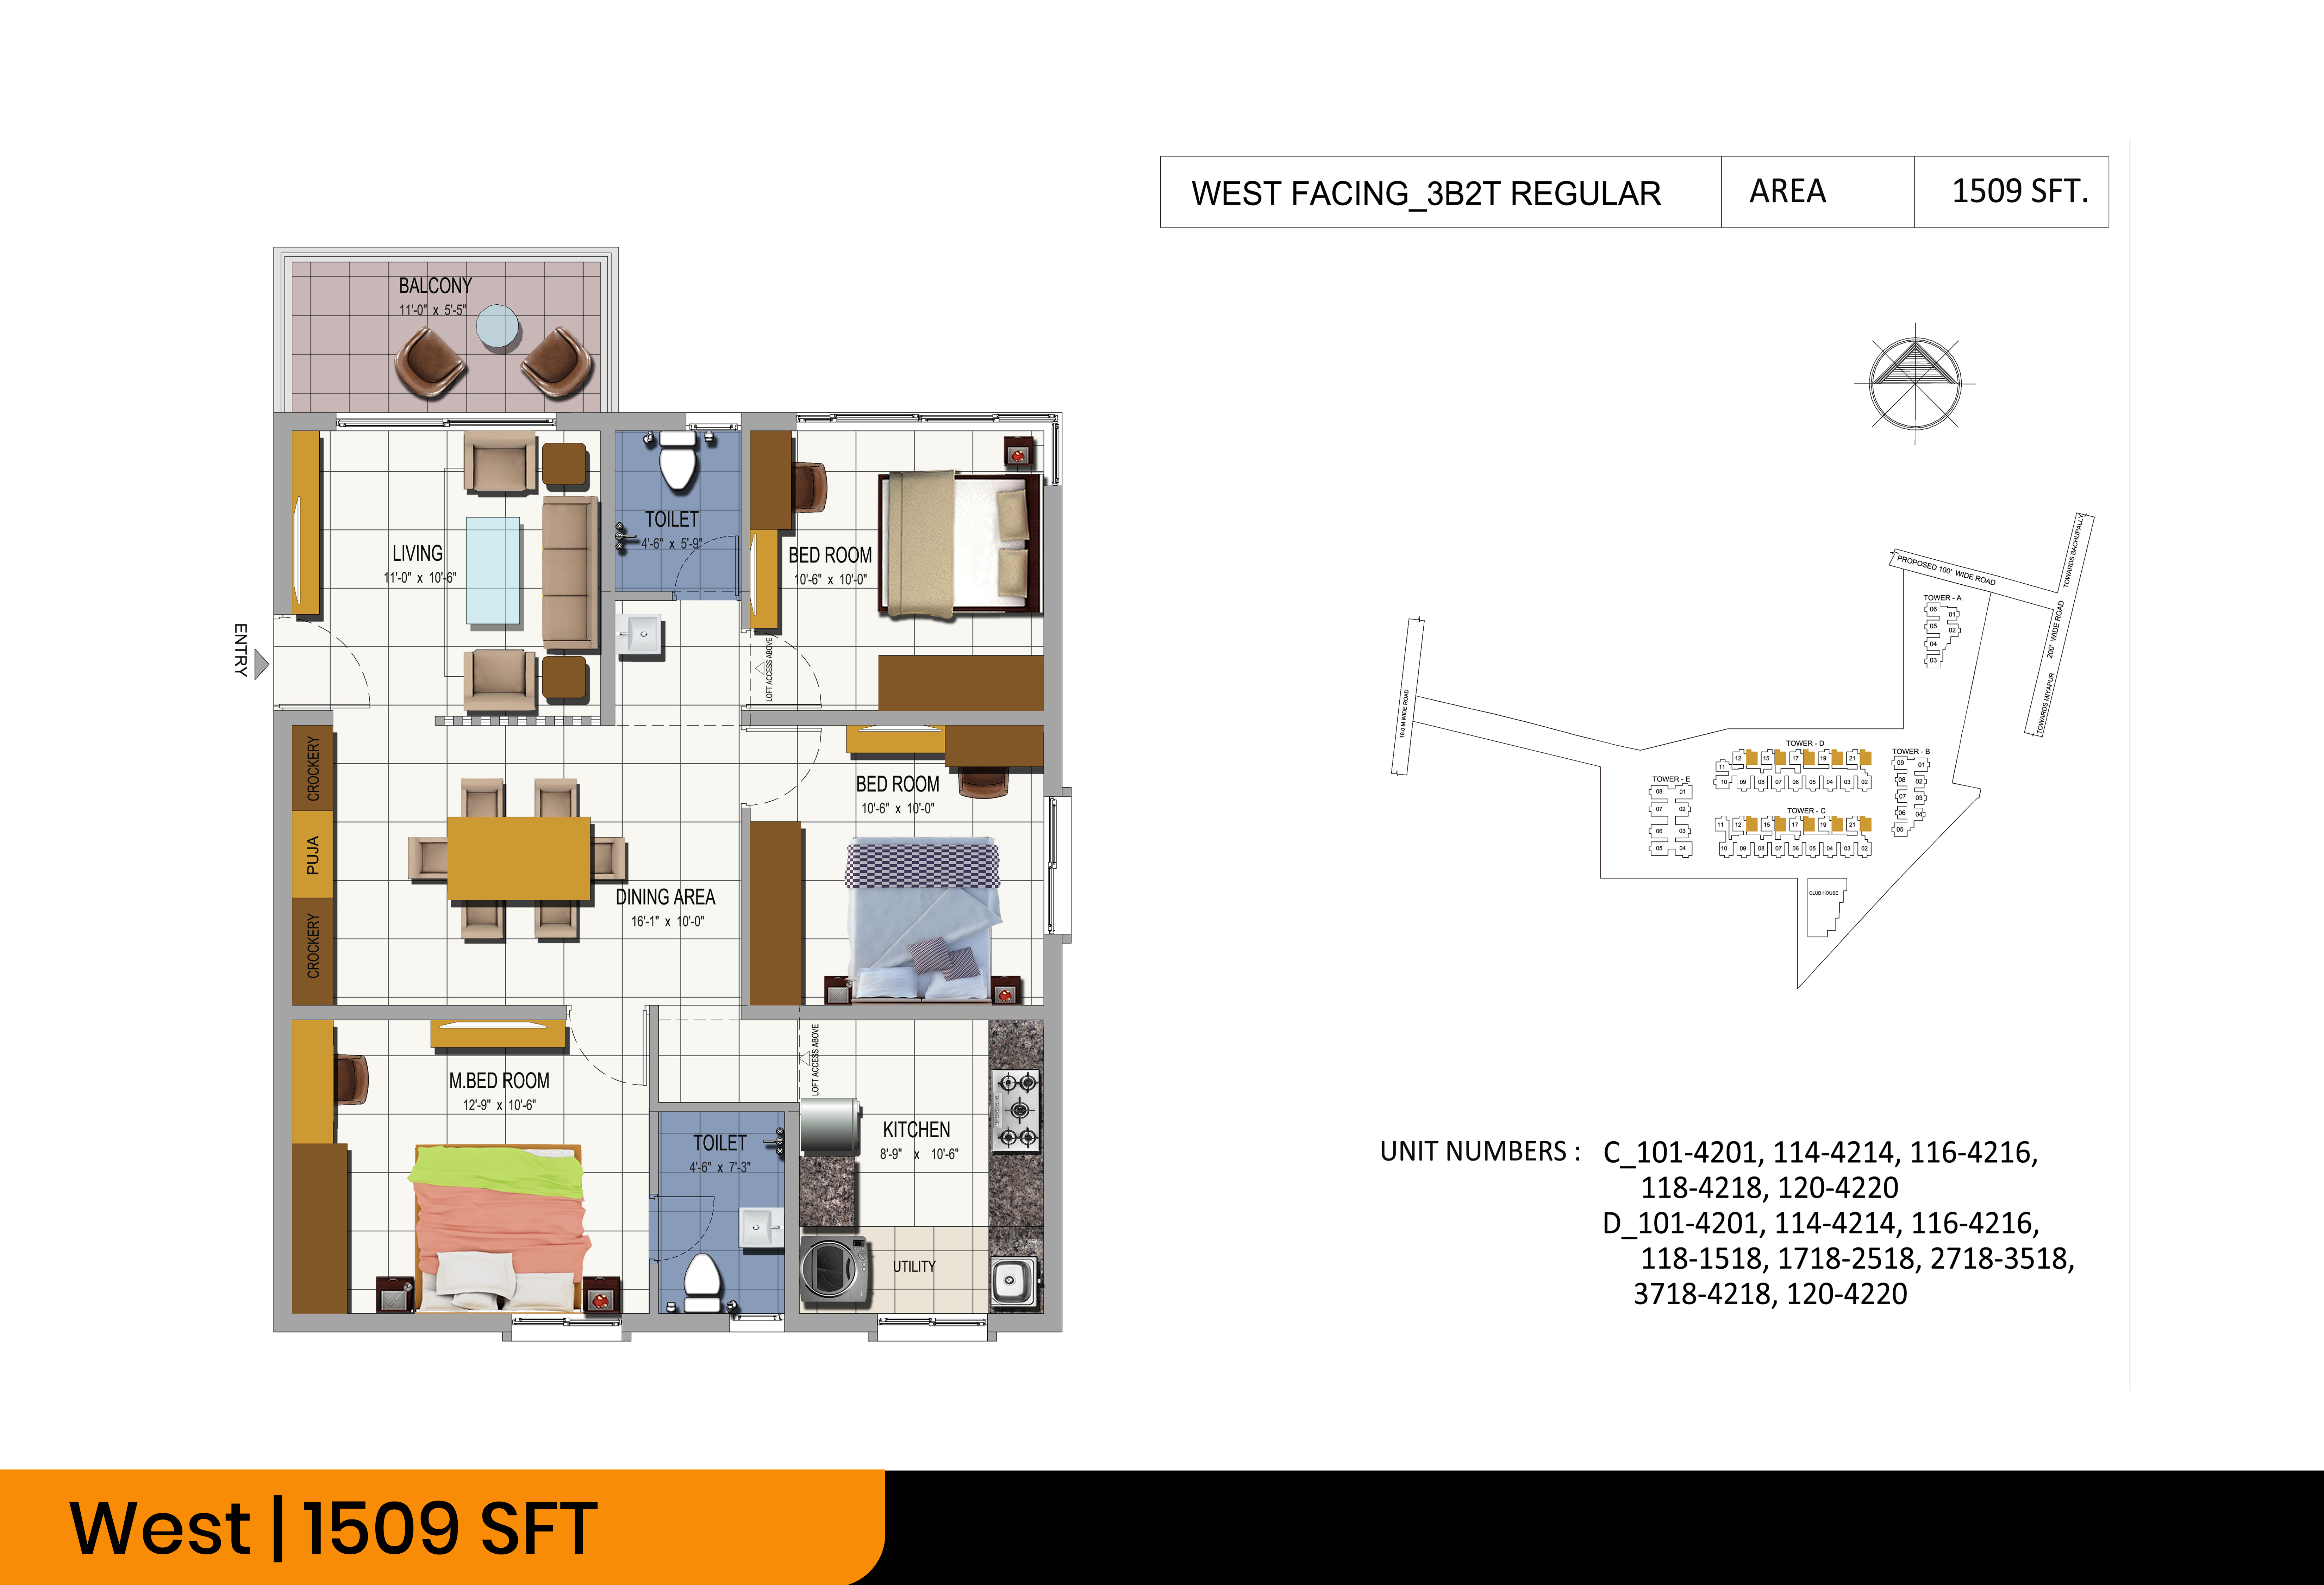 WEST FACING_3B2T REGULAR AREA 1509 SFT.
BALCONY
11'-0" x 5'-5"
LIVING
11'-0" x 10'-6"
TOILET
4'-6" x 5'-9"
BED ROOM
10'-6" x 10'-0"
ENTRY
LOFT ACCESS ABOVE
CROCKERY
PUJA
CROCKERY
BED ROOM
10'-6" x 10'-0"
DINING AREA
16'-1" x 10'-0"
M.BED ROOM
12'-9" x 10'-6"
LOFT ACCESS ABOVE
TOILET
4'-6" x 7'-3"
KITCHEN
8'-9" x 10'-6"
UTILITY
PROPOSED 100' WIDE ROAD
TOWARDS BACHUPALLY
200' WIDE ROAD
TOWARDS MIYAPUR
18.0 M WIDE ROAD
TOWER - A
06 01
05 02
04
03
TOWER - D
12 15 17 19 21
11
10 09 08 07 06 05 04 03 02
TOWER - B
09 01
08 02
07 03
06 04
05
TOWER - E
08 01
07 02
06 03
05 04
TOWER - C
11 12 15 17 19 21
10 09 08 07 06 05 04 03 02
CLUB HOUSE
UNIT NUMBERS : C_101-4201, 114-4214, 116-4216,
118-4218, 120-4220
D_101-4201, 114-4214, 116-4216,
118-1518, 1718-2518, 2718-3518,
3718-4218, 120-4220
West | 1509 SFT